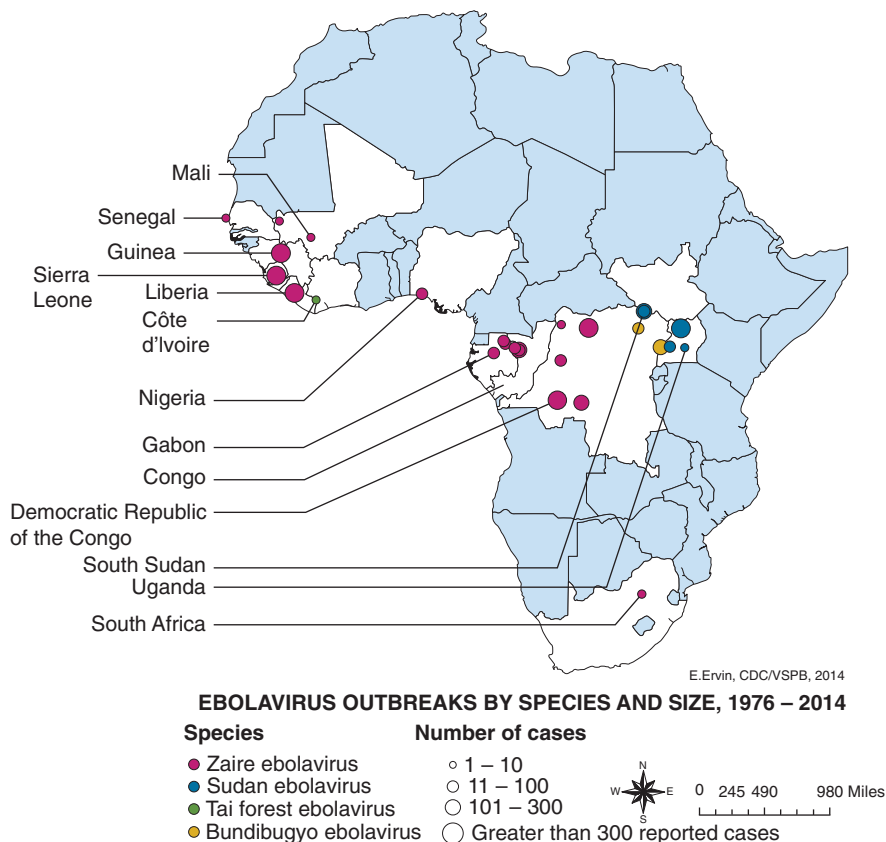 Mali
Senegal
Guinea
Sierra
Leone
Liberia
Côte
d'Ivoire
Nigeria
Gabon
Congo
Democratic Republic
of the Congo
South Sudan
Uganda
South Africa
E.Ervin, CDC/VSPB, 2014
EBOLAVIRUS OUTBREAKS BY SPECIES AND SIZE, 1976 – 2014
Species
Zaire ebolavirus
Sudan ebolavirus
Tai forest ebolavirus
Bundibugyo ebolavirus
Number of cases
1 – 10
11 – 100
101 – 300
Greater than 300 reported cases
N
W E
S
0 245 490 980 Miles